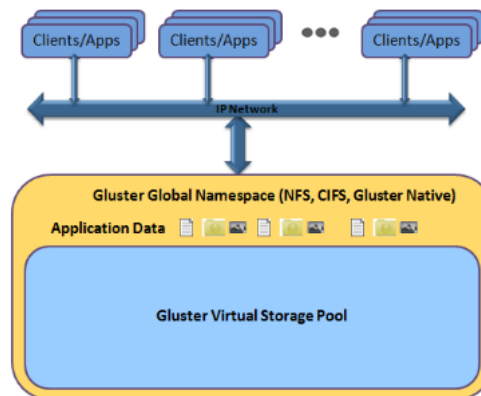 Clients/Apps Clients/Apps Clients/Apps
IP Network
Gluster Global Namespace (NFS, CIFS, Gluster Native)
Application Data
Gluster Virtual Storage Pool